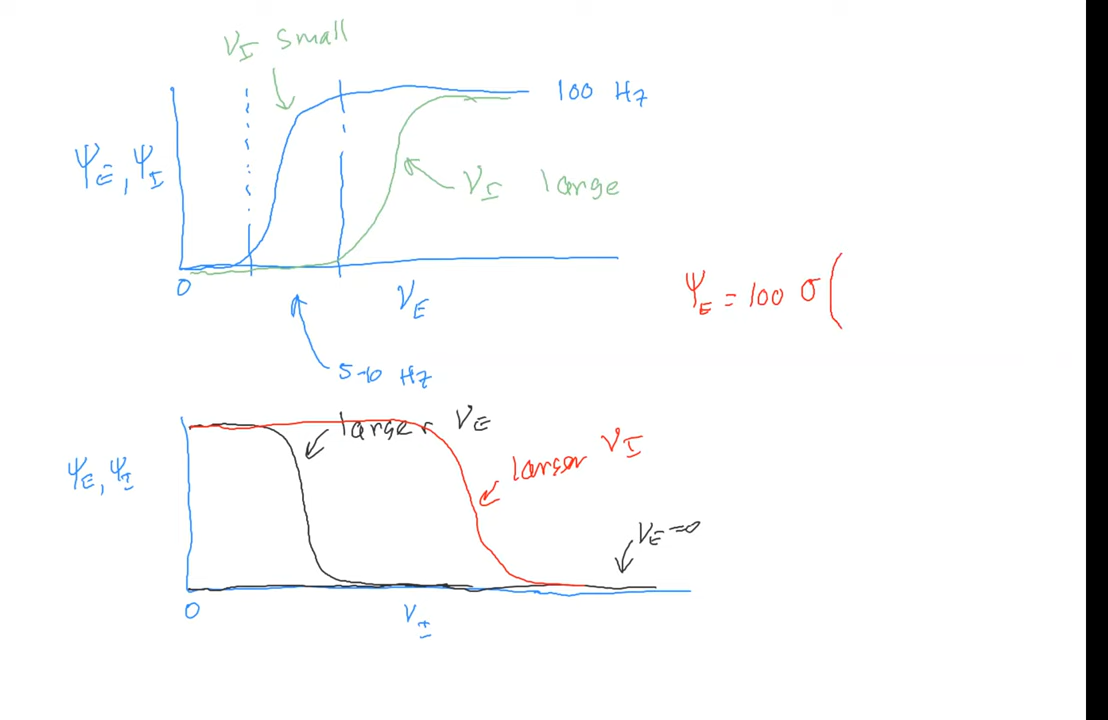 ν_I small
100 Hz
ψ_E, ψ_I
ν_I large
0
ν_E
ψ_E = 100 σ(
5-10 Hz
larger ν_E
ψ_E, ψ_I
larger ν_I
ν_E=0
0
ν_I